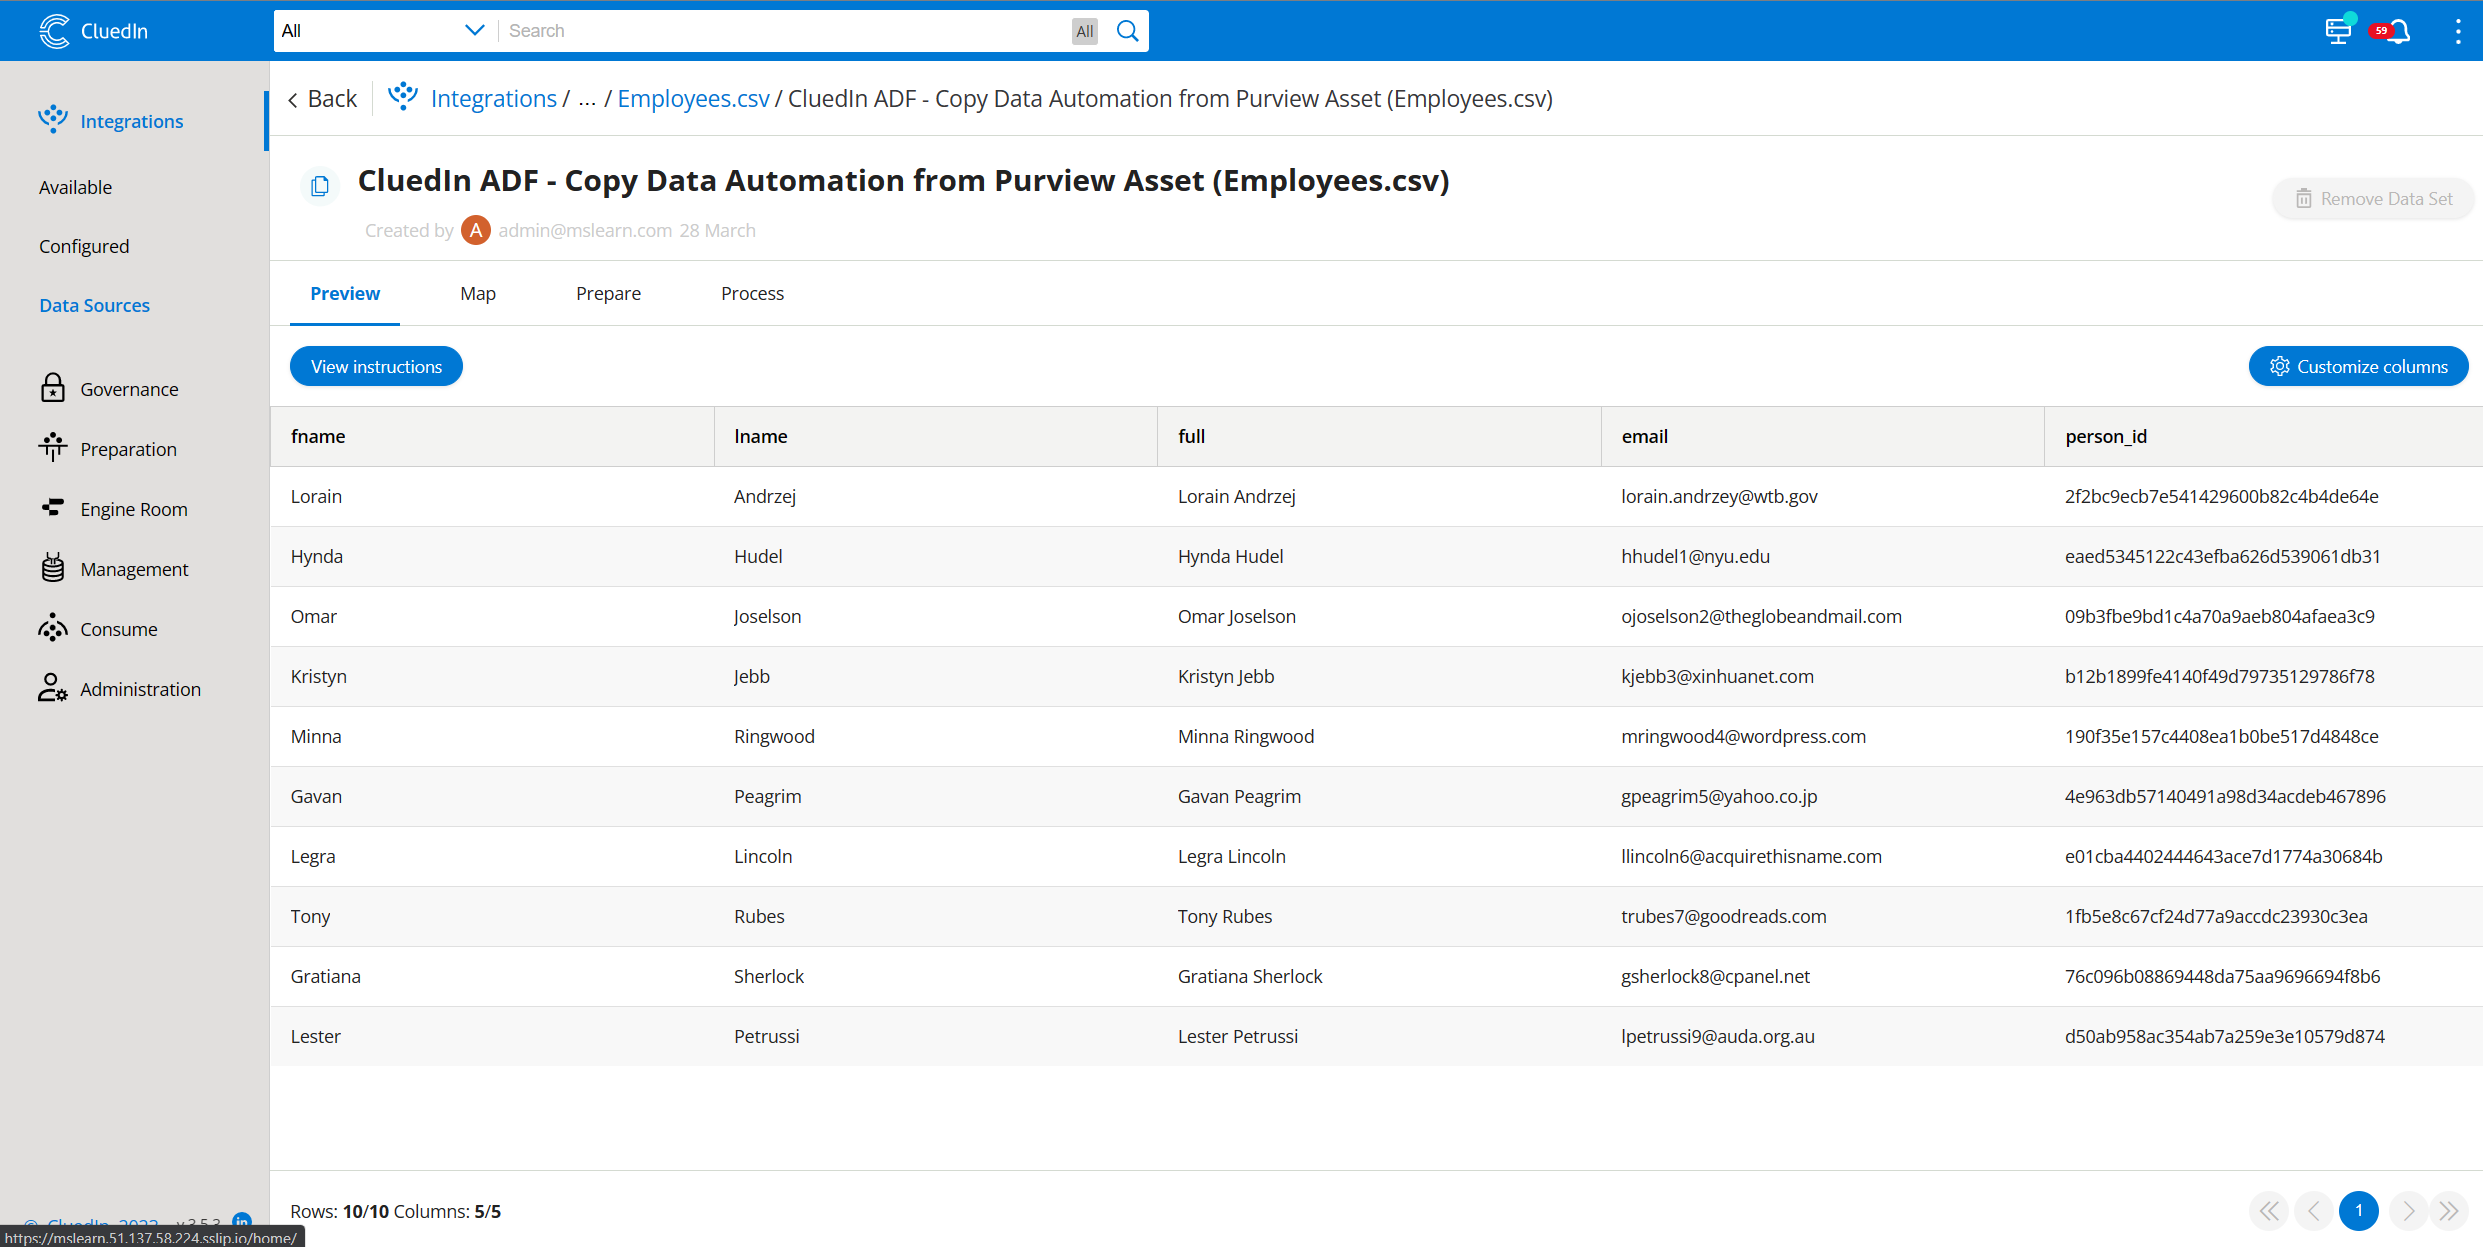 CluedIn
All
Search
All
59
Integrations
Available
Configured
Data Sources
Governance
Preparation
Engine Room
Management
Consume
Administration
Back
Integrations / ... / Employees.csv / CluedIn ADF - Copy Data Automation from Purview Asset (Employees.csv)
CluedIn ADF - Copy Data Automation from Purview Asset (Employees.csv)
Created by A admin@mslearn.com 28 March
Remove Data Set
Preview Map Prepare Process
View instructions
Customize columns
fname lname full email person_id
Lorain Andrzej Lorain Andrzej lorain.andrzey@wtb.gov 2f2bc9ecb7e541429600b82c4b4de64e
Hynda Hudel Hynda Hudel hhudel1@nyu.edu eaed5345122c43efba626d539061db31
Omar Joselson Omar Joselson ojoselson2@theglobeandmail.com 09b3fbe9bd1c4a70a9aeb804afaea3c9
Kristyn Jebb Kristyn Jebb kjebb3@xinhuanet.com b12b1899fe4140f49d79735129786f78
Minna Ringwood Minna Ringwood mringwood4@wordpress.com 190f35e157c4408ea1b0be517d4848ce
Gavan Peagrim Gavan Peagrim gpeagrim5@yahoo.co.jp 4e963db57140491a98d34acdeb467896
Legra Lincoln Legra Lincoln llincoln6@acquirethisname.com e01cba4402444643ace7d1774a30684b
Tony Rubes Tony Rubes trubes7@goodreads.com 1fb5e8c67cf24d77a9accdc23930c3ea
Gratiana Sherlock Gratiana Sherlock gsherlock8@cpanel.net 76c096b08869448da75aa9696694f8b6
Lester Petrussi Lester Petrussi lpetrussi9@auda.org.au d50ab958ac354ab7a259e3e10579d874
Rows: 10/10 Columns: 5/5
1
© CluedIn, 2022 v 3.5.3 in
https://mslearn.51.137.58.224.sslip.io/home/